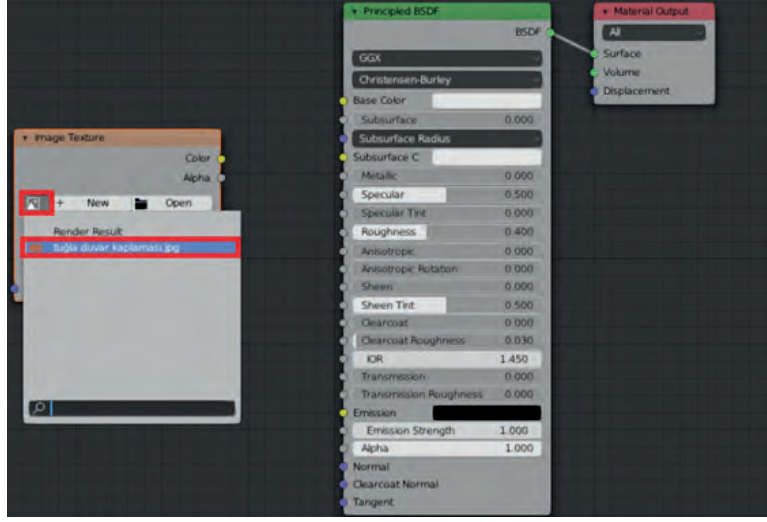 Image Texture
Color
Alpha
New
Open
Render Result
tuğla duvar kaplaması.jpg
Principled BSDF
BSDF
GGX
Christensen-Burley
Base Color
Subsurface 0.000
Subsurface Radius
Subsurface C
Metallic 0.000
Specular 0.500
Specular Tint 0.000
Roughness 0.400
Anisotropic 0.000
Anisotropic Rotation 0.000
Sheen 0.000
Sheen Tint 0.500
Clearcoat 0.000
Clearcoat Roughness 0.030
IOR 1.450
Transmission 0.000
Transmission Roughness 0.000
Emission
Emission Strength 1.000
Alpha 1.000
Normal
Clearcoat Normal
Tangent
Material Output
All
Surface
Volume
Displacement